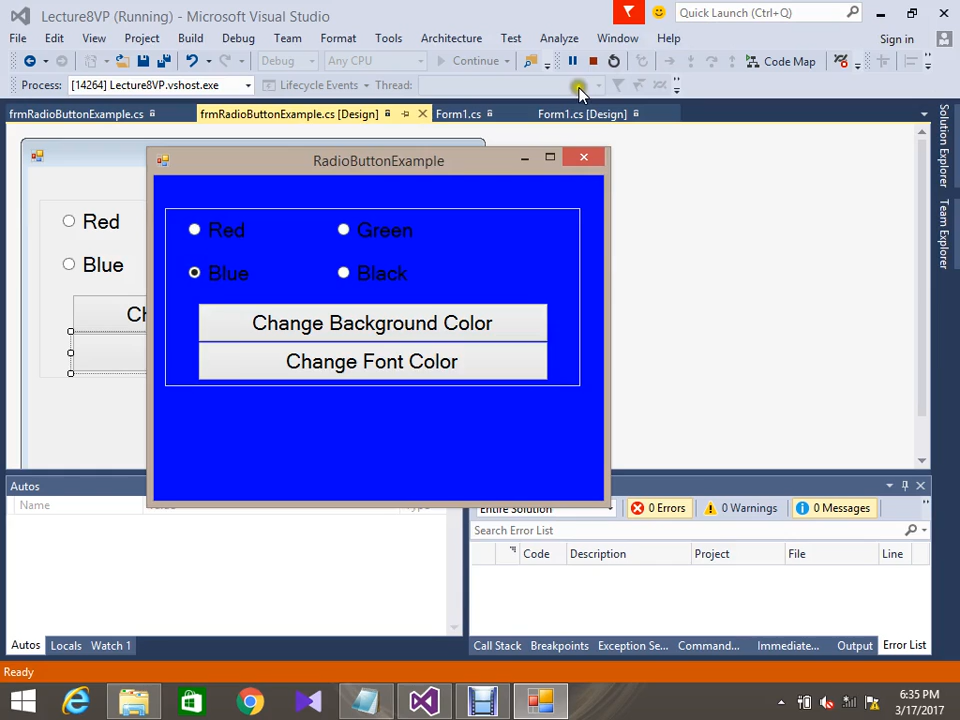 Lecture8VP (Running) - Microsoft Visual Studio
Quick Launch (Ctrl+Q)
File Edit View Project Build Debug Team Format Tools Architecture Test Analyze Window Help Sign in
Debug Any CPU Continue Code Map
Process: [14264] Lecture8VP.vshost.exe Lifecycle Events Thread:
frmRadioButtonExample.cs frmRadioButtonExample.cs [Design] Form1.cs Form1.cs [Design]
Solution Explorer
Team Explorer
RadioButtonExample
Red
Blue
Red Green
Blue Black
Change Background Color
Change Font Color
Autos
Name
Entire Solution 0 Errors 0 Warnings 0 Messages
Search Error List
Code Description Project File Line
Autos Locals Watch 1
Call Stack Breakpoints Exception Se... Command... Immediate... Output Error List
Ready
6:35 PM
3/17/2017